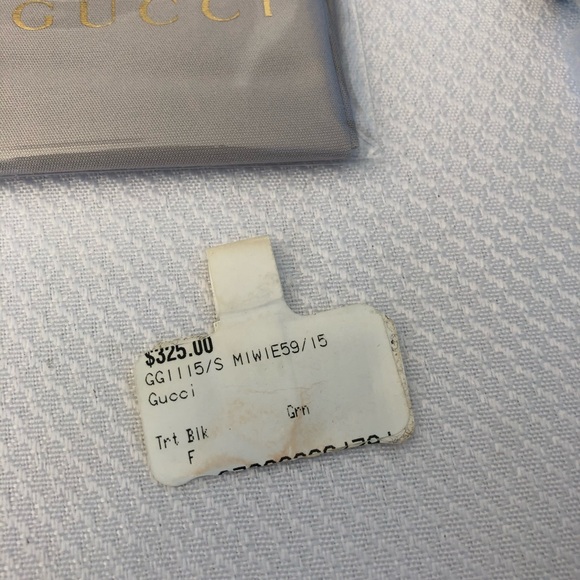 GUCCI
$325.00
GG1115/S M1W1E59/15
Gucci
Grn
Trt Blk
F